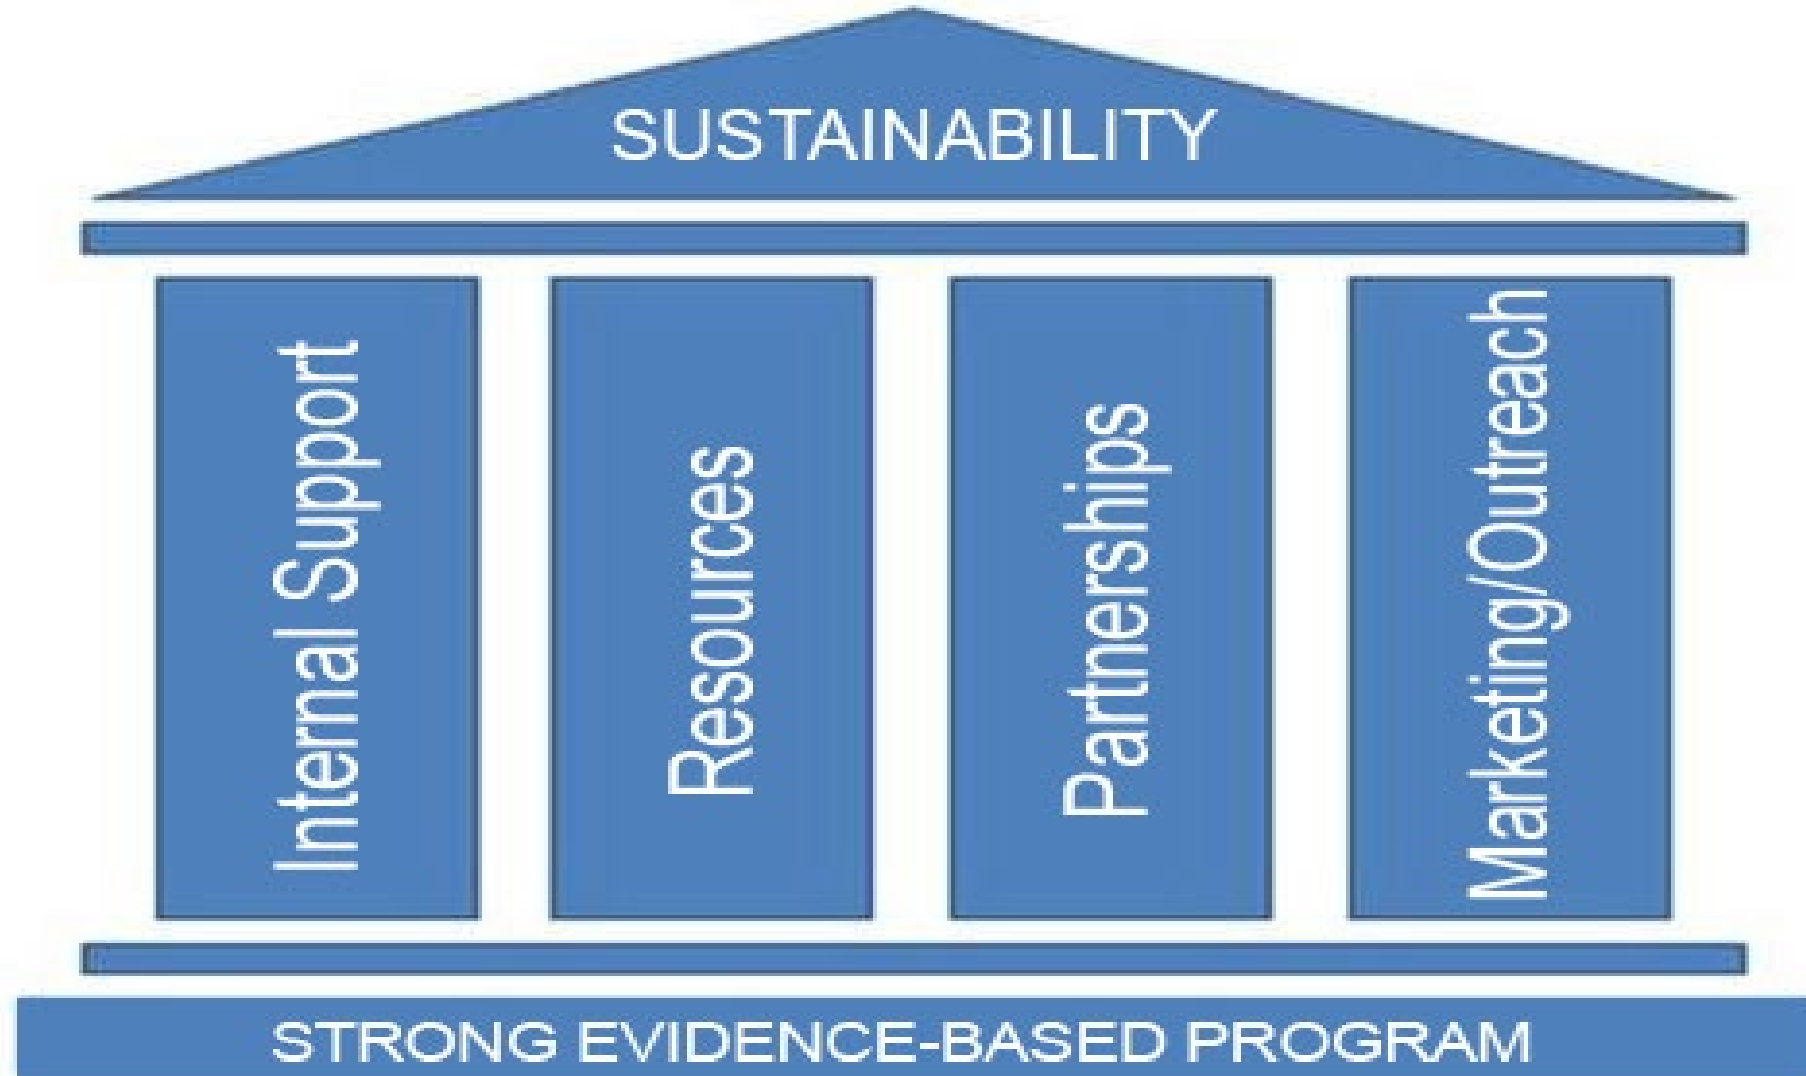 SUSTAINABILITY
Internal Support
Resources
Partnerships
Marketing/Outreach
STRONG EVIDENCE-BASED PROGRAM